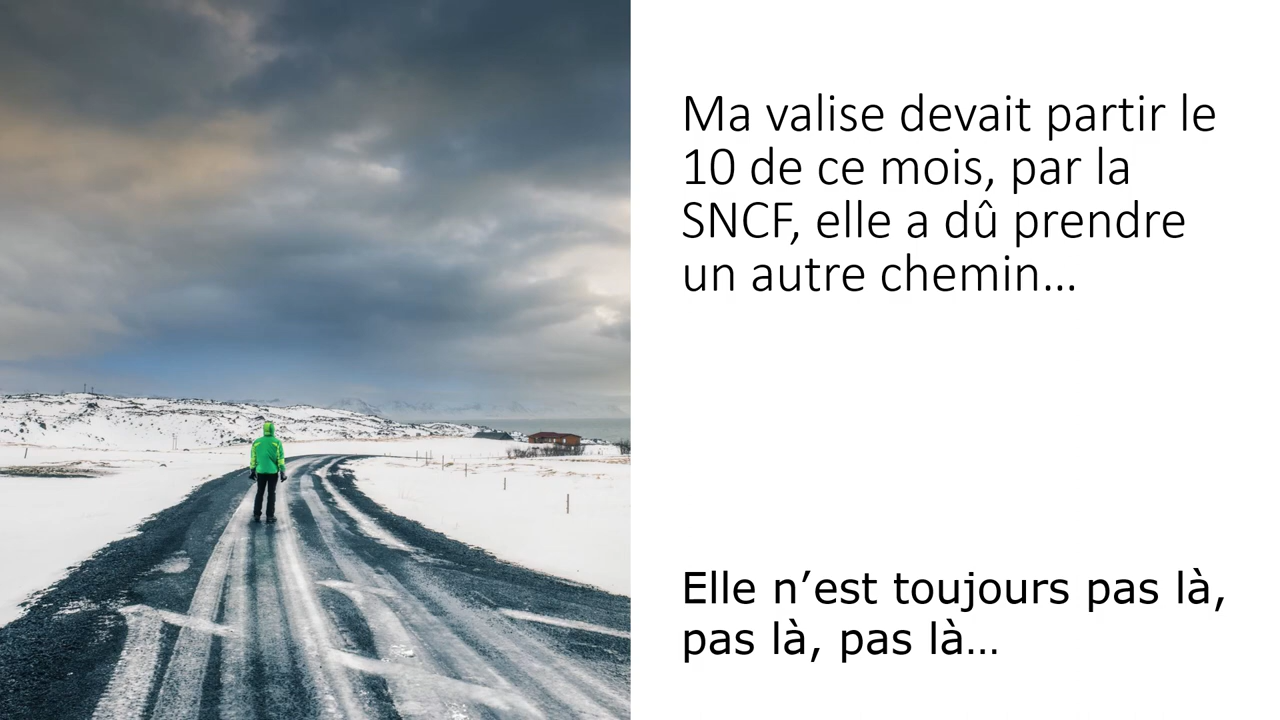 Ma valise devait partir le
10 de ce mois, par la
SNCF, elle a dû prendre
un autre chemin…
Elle n’est toujours pas là,
pas là, pas là…